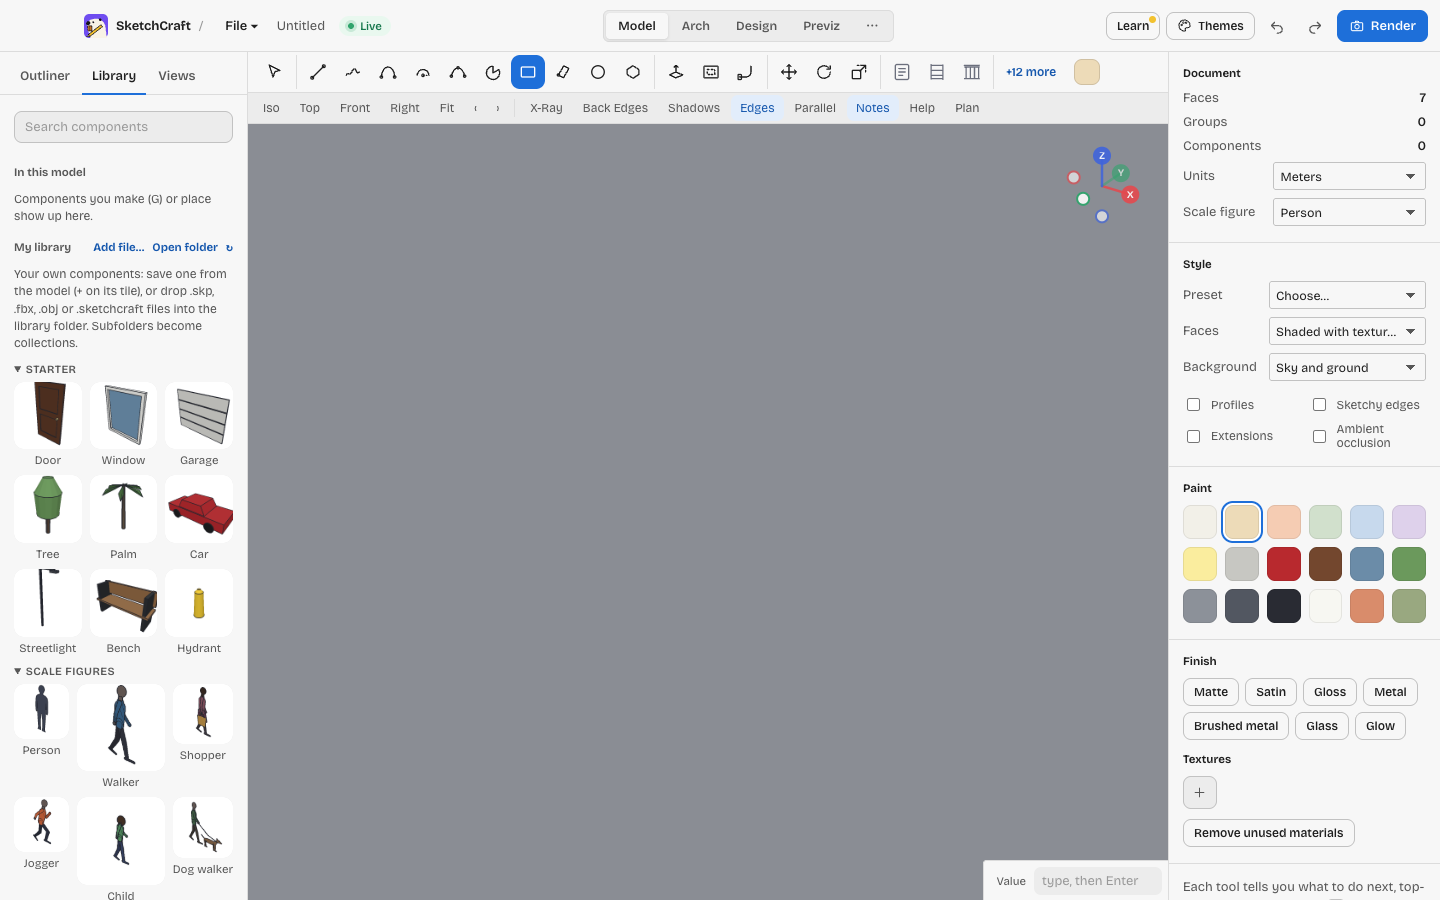 SketchCraft / File Untitled Live Model Arch Design Previz ··· Learn Themes Render
Outliner Library Views
+12 more
Iso Top Front Right Fit ‹ › X-Ray Back Edges Shadows Edges Parallel Notes Help Plan
Search components
In this model
Components you make (G) or place
show up here.
My library Add file... Open folder ↻
Your own components: save one from
the model (+ on its tile), or drop .skp,
.fbx, .obj or .sketchcraft files into the
library folder. Subfolders become
collections.
▼ STARTER
Door Window Garage
Tree Palm Car
Streetlight Bench Hydrant
▼ SCALE FIGURES
Person Walker Shopper
Jogger Child Dog walker
Z
Y
X
Value type, then Enter
Document
Faces 7
Groups 0
Components 0
Units Meters
Scale figure Person
Style
Preset Choose...
Faces Shaded with textur...
Background Sky and ground
Profiles Sketchy edges
Extensions Ambient
occlusion
Paint
Finish
Matte Satin Gloss Metal
Brushed metal Glass Glow
Textures
+
Remove unused materials
Each tool tells you what to do next, top-